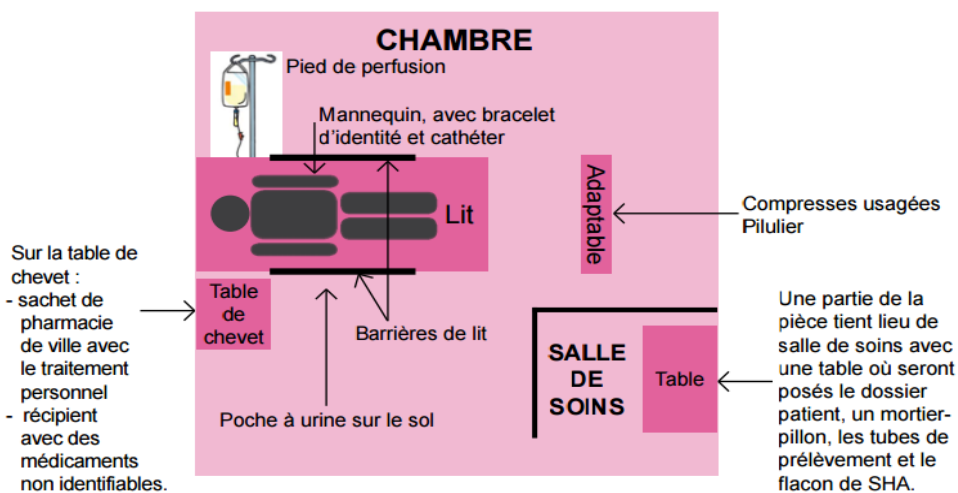 CHAMBRE
Pied de perfusion
Mannequin, avec bracelet
d'identité et cathéter
Lit
Adaptable
Compresses usagées
Pilulier
Sur la table de
chevet :
- sachet de
pharmacie
de ville avec
le traitement
personnel
- récipient
avec des
médicaments
non identifiables.
Table
de
chevet
Barrières de lit
Poche à urine sur le sol
SALLE
DE
SOINS
Table
Une partie de la
pièce tient lieu de
salle de soins avec
une table où seront
posés le dossier
patient, un mortier-
pillon, les tubes de
prélèvement et le
flacon de SHA.